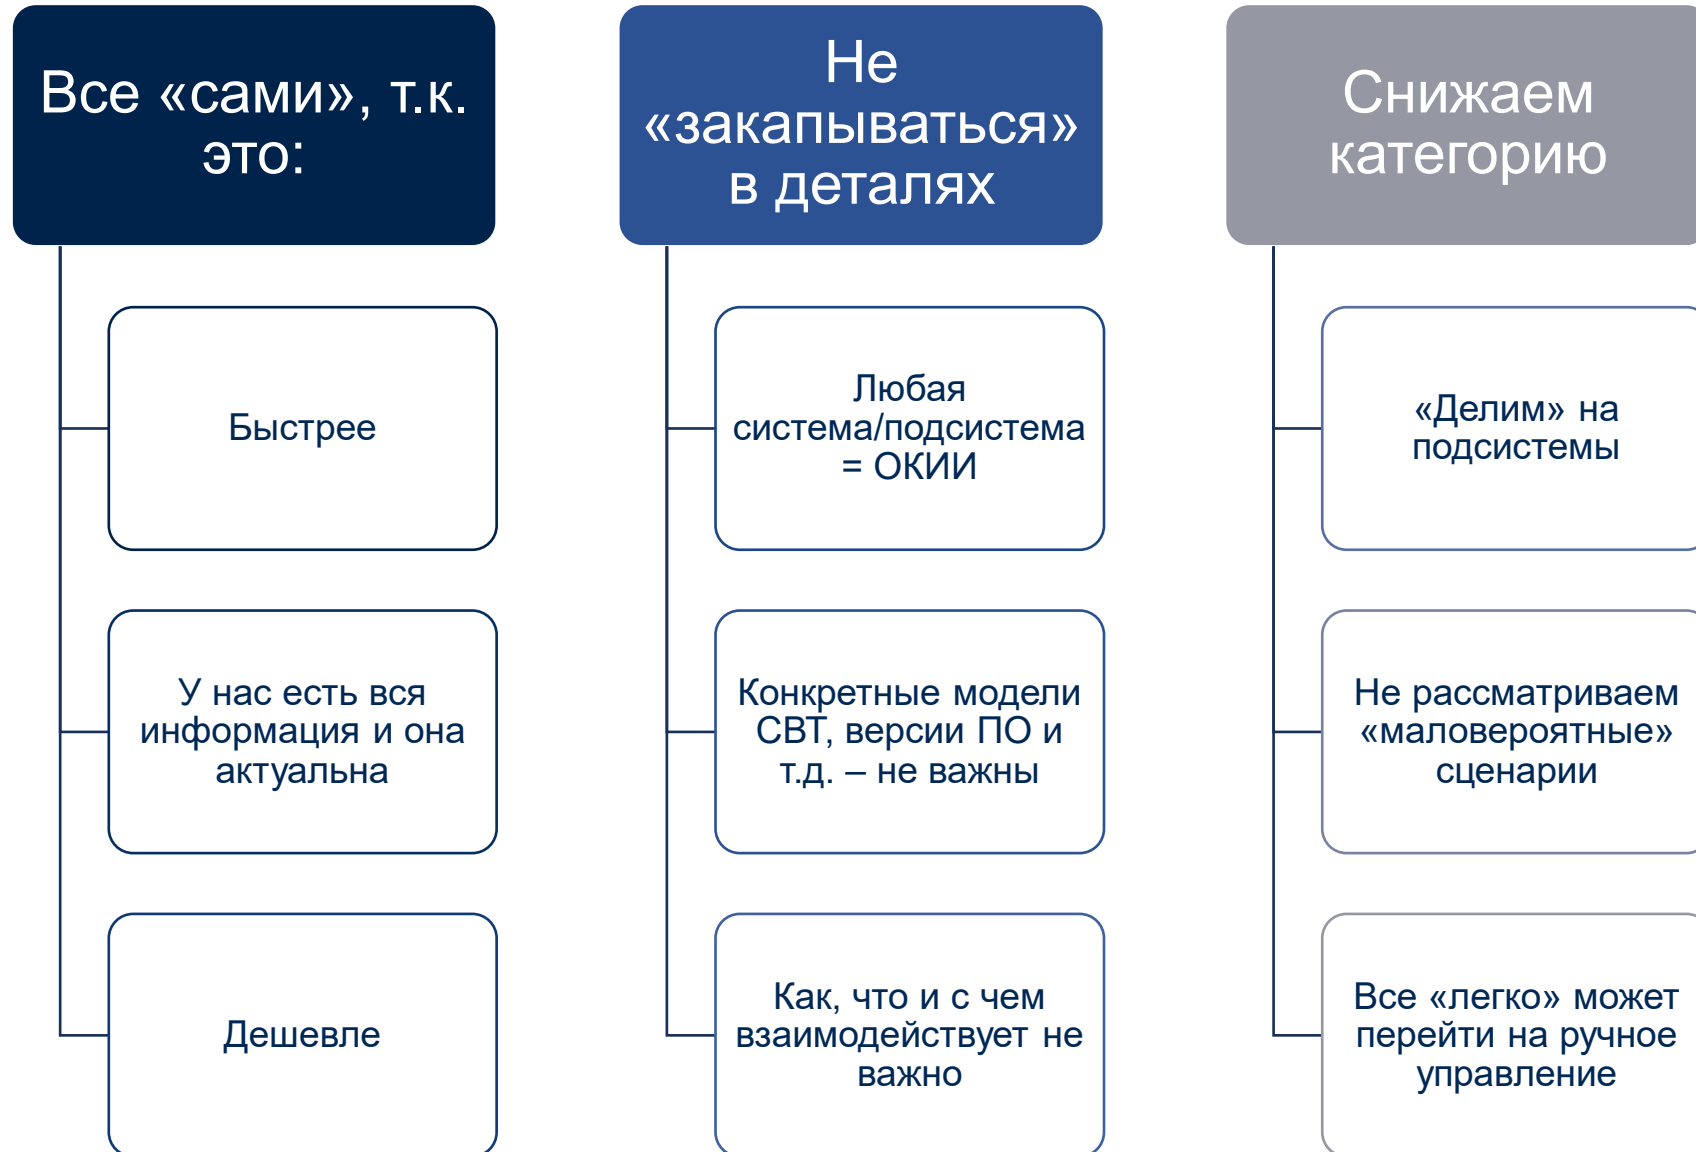 Все «сами», т.к.
это:
Быстрее
У нас есть вся
информация и она
актуальна
Дешевле
Не
«закапываться»
в деталях
Любая
система/подсистема
= ОКИИ
Конкретные модели
СВТ, версии ПО и
т.д. – не важны
Как, что и с чем
взаимодействует не
важно
Снижаем
категорию
«Делим» на
подсистемы
Не рассматриваем
«маловероятные»
сценарии
Все «легко» может
перейти на ручное
управление